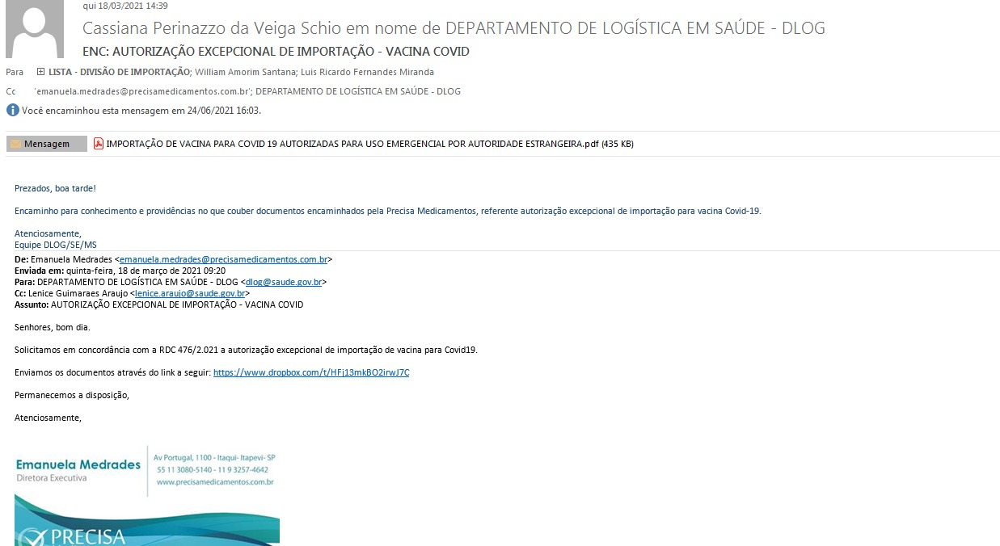 qui 18/03/2021 14:39
Cassiana Perinazzo da Veiga Schio em nome de DEPARTAMENTO DE LOGÍSTICA EM SAÚDE - DLOG
ENC: AUTORIZAÇÃO EXCEPCIONAL DE IMPORTAÇÃO - VACINA COVID
Para LISTA - DIVISÃO DE IMPORTAÇÃO; William Amorim Santana; Luis Ricardo Fernandes Miranda
Cc 'emanuela.medrades@precisamedicamentos.com.br'; DEPARTAMENTO DE LOGÍSTICA EM SAÚDE - DLOG
Você encaminhou esta mensagem em 24/06/2021 16:03.
Mensagem IMPORTAÇÃO DE VACINA PARA COVID 19 AUTORIZADAS PARA USO EMERGENCIAL POR AUTORIDADE ESTRANGEIRA.pdf (435 KB)
Prezados, boa tarde!
Encaminho para conhecimento e providências no que couber documentos encaminhados pela Precisa Medicamentos, referente autorização excepcional de importação para vacina Covid-19.
Atenciosamente,
Equipe DLOG/SE/MS
De: Emanuela Medrades <emanuela.medrades@precisamedicamentos.com.br>
Enviada em: quinta-feira, 18 de março de 2021 09:20
Para: DEPARTAMENTO DE LOGÍSTICA EM SAÚDE - DLOG <dlog@saude.gov.br>
Cc: Lenice Guimaraes Araujo <lenice.araujo@saude.gov.br>
Assunto: AUTORIZAÇÃO EXCEPCIONAL DE IMPORTAÇÃO - VACINA COVID
Senhores, bom dia.
Solicitamos em concordância com a RDC 476/2.021 a autorização excepcional de importação de vacina para Covid19.
Enviamos os documentos através do link a seguir: https://www.dropbox.com/t/HFj13mkBO2irwJ7C
Permanecemos a disposição,
Atenciosamente,
Emanuela Medrades
Diretora Executiva
Av Portugal, 1100 - Itaqui- Itapevi- SP
55 11 3080-5140 - 11 9 3257-4642
www.precisamedicamentos.com.br
PRECISA